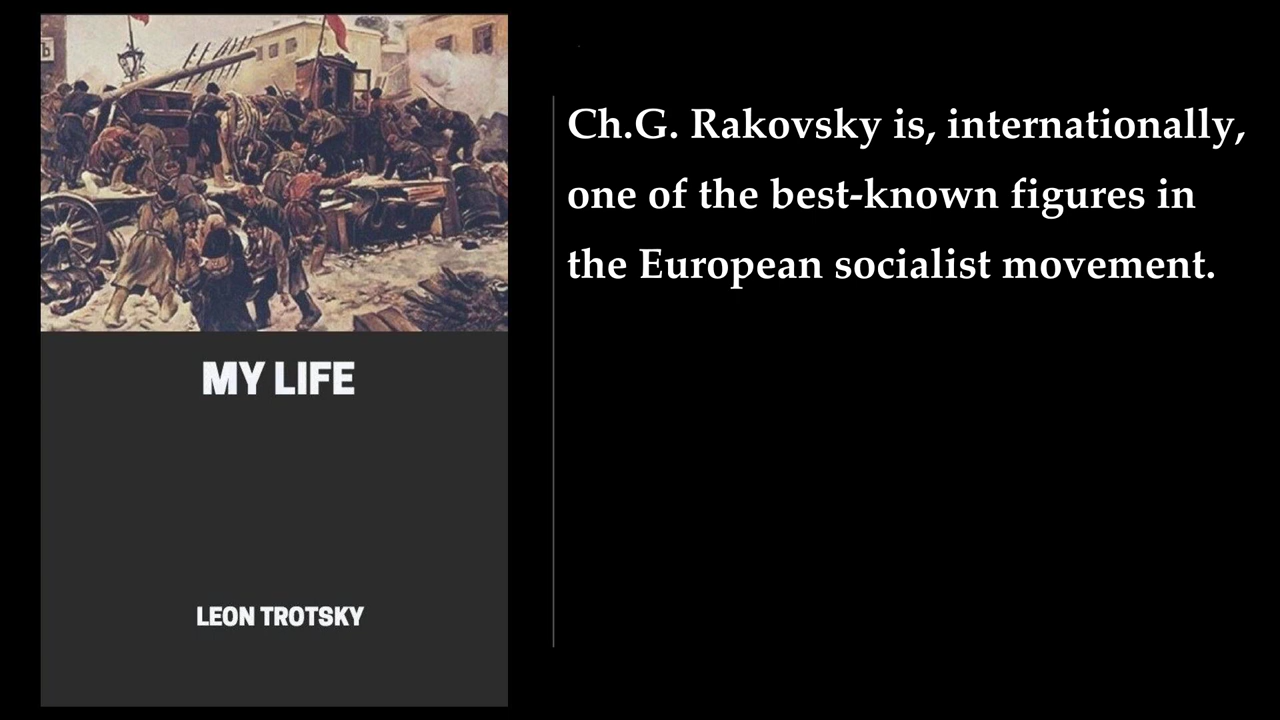 MY LIFE
LEON TROTSKY
Ch.G. Rakovsky is, internationally,
one of the best-known figures in
the European socialist movement.